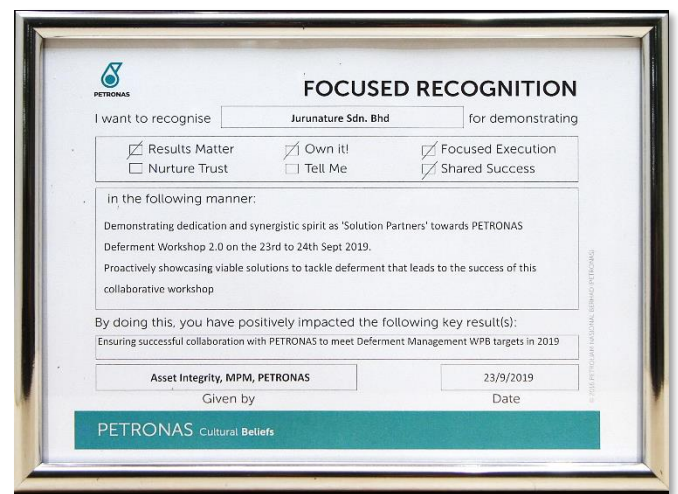 PETRONAS
FOCUSED RECOGNITION
I want to recognise Jurunature Sdn. Bhd for demonstrating
Results Matter Own it! Focused Execution
Nurture Trust Tell Me Shared Success
in the following manner:
Demonstrating dedication and synergistic spirit as 'Solution Partners' towards PETRONAS
Deferment Workshop 2.0 on the 23rd to 24th Sept 2019.
Proactively showcasing viable solutions to tackle deferment that leads to the success of this
collaborative workshop
By doing this, you have positively impacted the following key result(s):
Ensuring successful collaboration with PETRONAS to meet Deferment Management WPB targets in 2019
Asset Integrity, MPM, PETRONAS 23/9/2019
Given by Date
PETRONAS Cultural Beliefs
PETROLIAM NASIONAL BERHAD (PETRONAS)